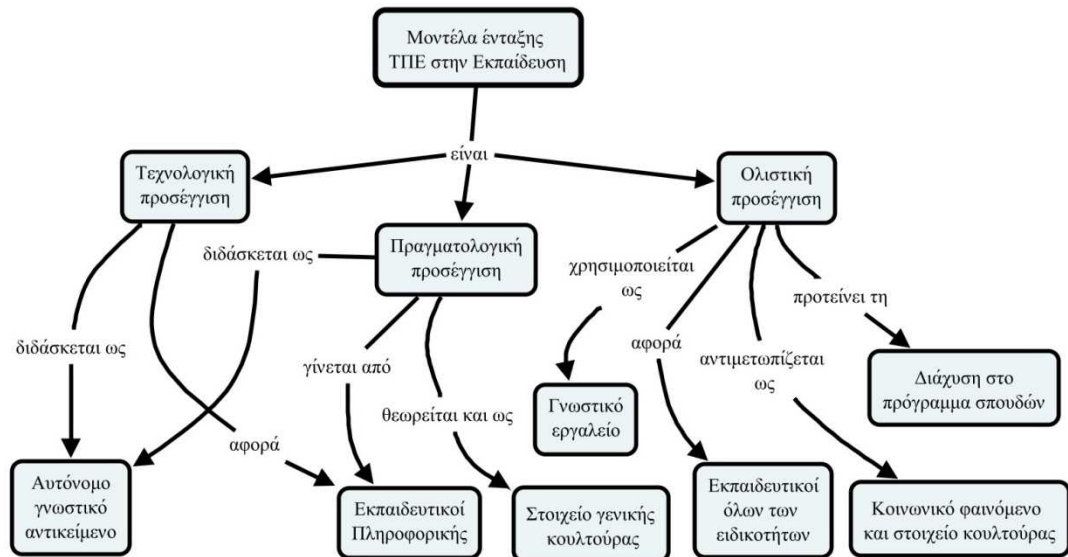 Μοντέλα ένταξης
ΤΠΕ στην Εκπαίδευση
είναι
Τεχνολογική
προσέγγιση
Ολιστική
προσέγγιση
Πραγματολογική
προσέγγιση
διδάσκεται ως
χρησιμοποιείται
ως
προτείνει τη
διδάσκεται ως
γίνεται από
αφορά
αντιμετωπίζεται
ως
Διάχυση στο
πρόγραμμα σπουδών
Γνωστικό
εργαλείο
θεωρείται και ως
αφορά
Αυτόνομο
γνωστικό
αντικείμενο
Εκπαιδευτικοί
Πληροφορικής
Στοιχείο γενικής
κουλτούρας
Εκπαιδευτικοί
όλων των
ειδικοτήτων
Κοινωνικό φαινόμενο
και στοιχείο κουλτούρας